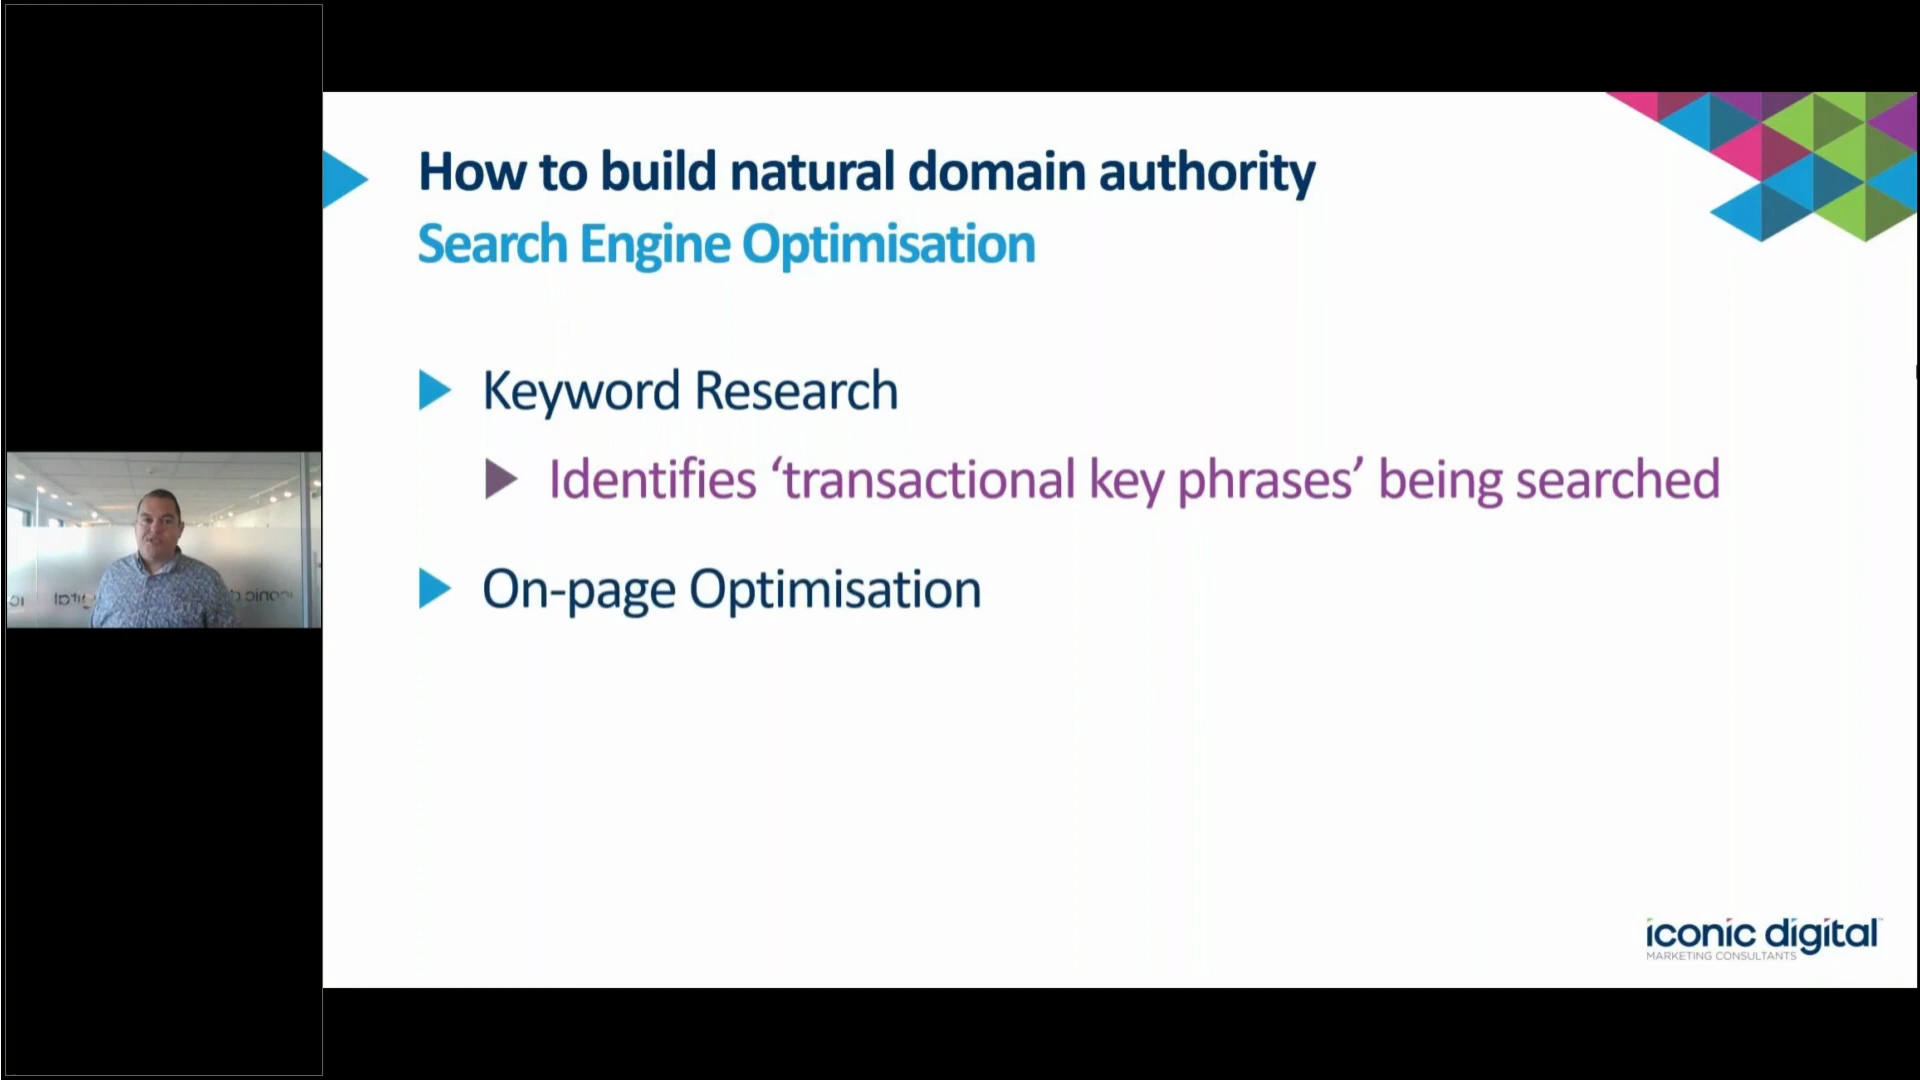 How to build natural domain authority
Search Engine Optimisation
Keyword Research
Identifies ‘transactional key phrases’ being searched
On-page Optimisation
iconic digital
MARKETING CONSULTANTS